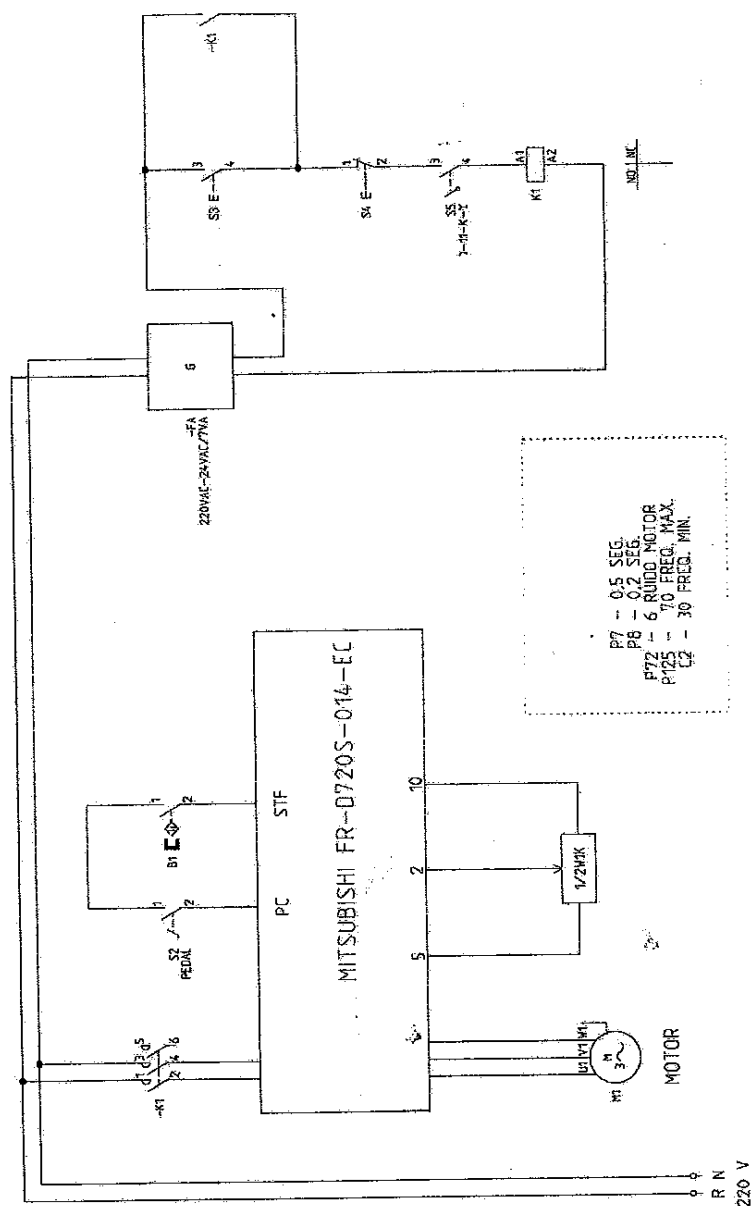 220 V
R N
-K1
1 3 5
2 4 6
S2
PEDAL
1
2
B1
1
2
PC
STF
MITSUBISHI FR-D720S-014-EC
5
2
10
1/2W1K
U1 V1 W1
M
3~
M1
MOTOR
G
-FA
220VAC-24VAC/7VA
P7 - 0,5 SEG.
P8 - 0,2 SEG.
P72 - 6 RUIDO MOTOR
P125 - 70 FREQ. MAX.
C2 - 30 FREQ. MIN.
-K1
S3 E
3
4
S4 E
1
2
S5
3
4
K1
A1
A2
NO NC